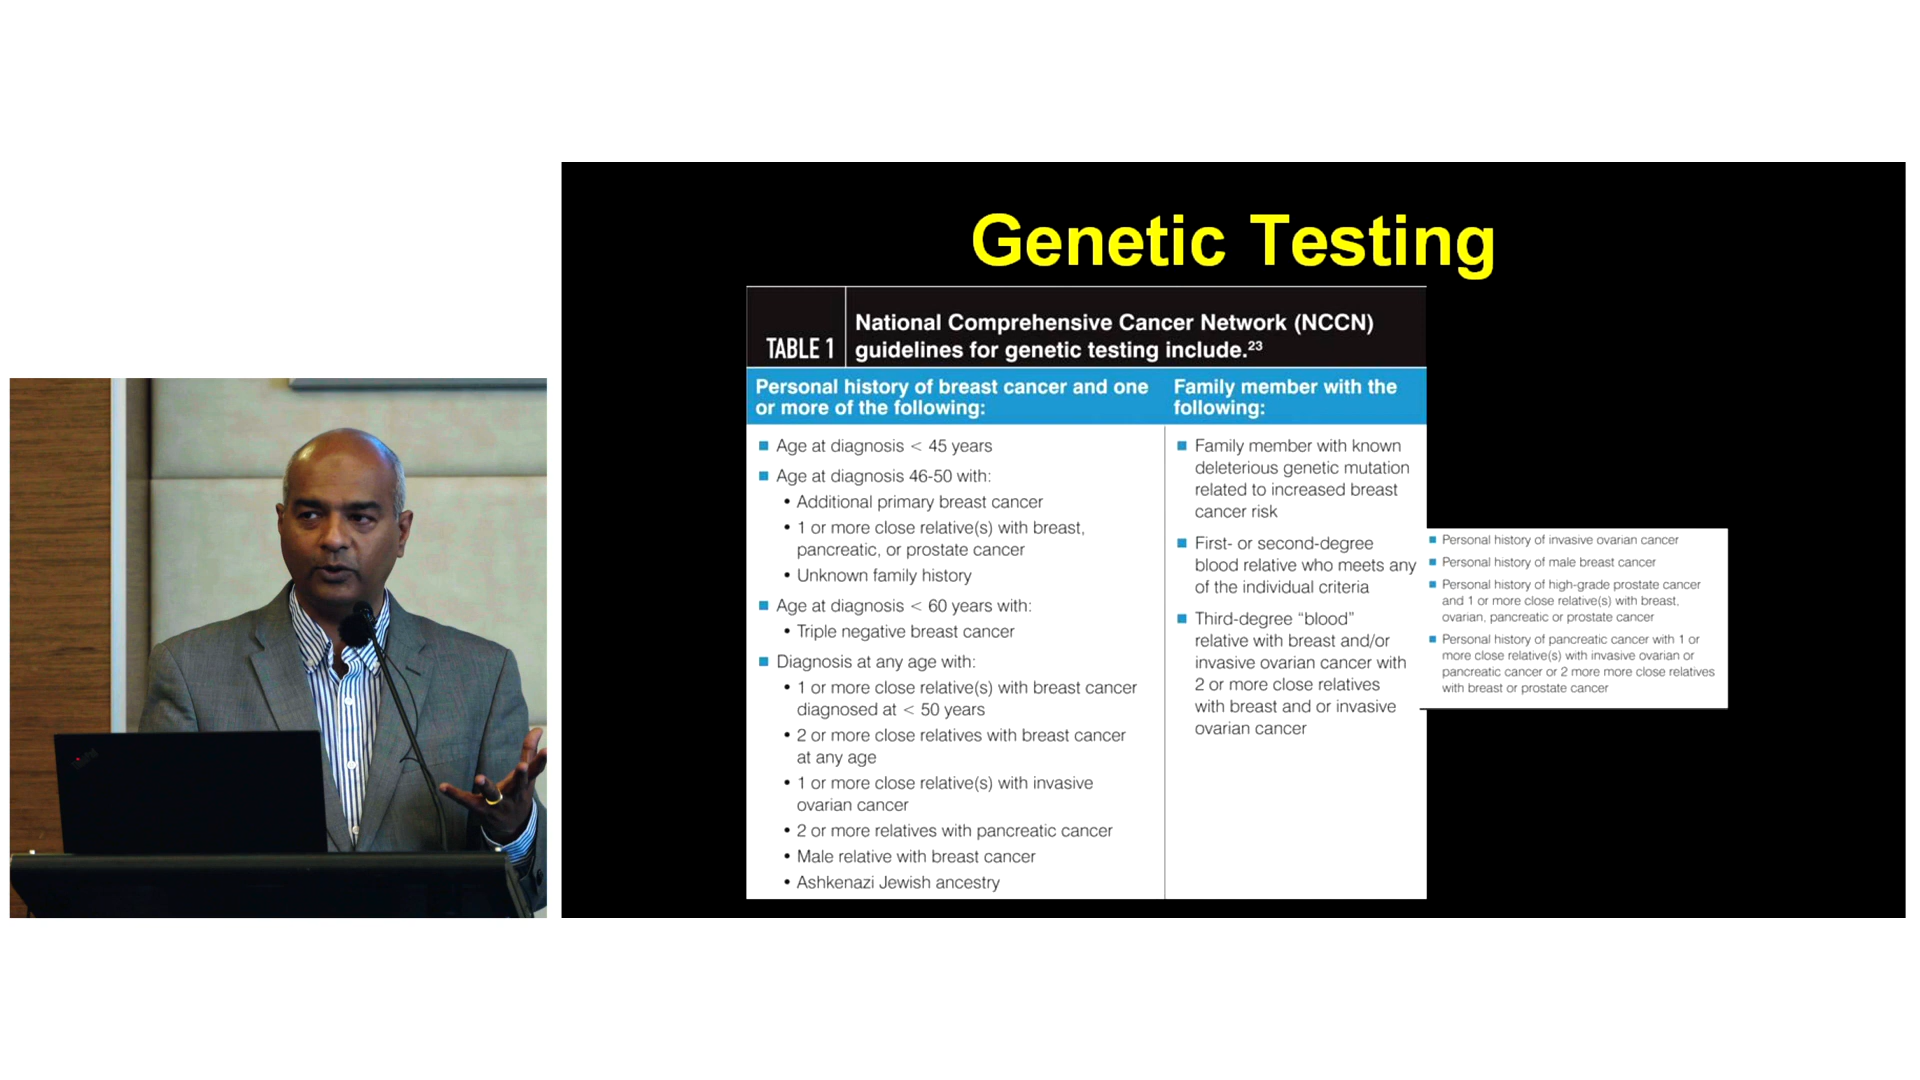 Genetic Testing
TABLE 1
National Comprehensive Cancer Network (NCCN)
guidelines for genetic testing include.²³
Personal history of breast cancer and one
or more of the following:
■ Age at diagnosis < 45 years
■ Age at diagnosis 46-50 with:
• Additional primary breast cancer
• 1 or more close relative(s) with breast,
pancreatic, or prostate cancer
• Unknown family history
■ Age at diagnosis < 60 years with:
• Triple negative breast cancer
■ Diagnosis at any age with:
• 1 or more close relative(s) with breast cancer
diagnosed at < 50 years
• 2 or more close relatives with breast cancer
at any age
• 1 or more close relative(s) with invasive
ovarian cancer
• 2 or more relatives with pancreatic cancer
• Male relative with breast cancer
• Ashkenazi Jewish ancestry
Family member with the
following:
■ Family member with known
deleterious genetic mutation
related to increased breast
cancer risk
■ First- or second-degree
blood relative who meets any
of the individual criteria
■ Third-degree “blood”
relative with breast and/or
invasive ovarian cancer with
2 or more close relatives
with breast and or invasive
ovarian cancer
■ Personal history of invasive ovarian cancer
■ Personal history of male breast cancer
■ Personal history of high-grade prostate cancer
and 1 or more close relative(s) with breast,
ovarian, pancreatic or prostate cancer
■ Personal history of pancreatic cancer with 1 or
more close relative(s) with invasive ovarian or
pancreatic cancer or 2 more more close relatives
with breast or prostate cancer